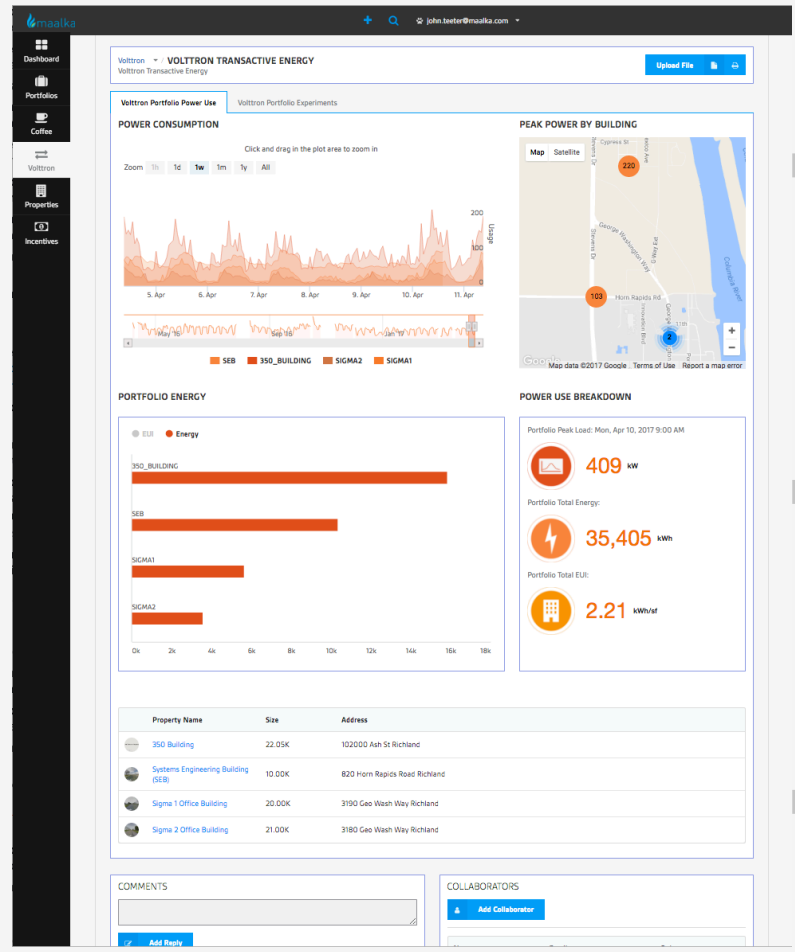 maalka
john.teeter@maalka.com
Dashboard
Portfolios
Coffee
Volttron
Properties
Incentives
Volttron / VOLTTRON TRANSACTIVE ENERGY
Volttron Transactive Energy
Upload File
Volttron Portfolio Power Use
Volttron Portfolio Experiments
POWER CONSUMPTION
Click and drag in the plot area to zoom in
Zoom 1h 1d 1w 1m 1y All
200
100
0
Usage
5. Apr 6. Apr 7. Apr 8. Apr 9. Apr 10. Apr 11. Apr
May '16 Sep '16 Jan '17
SEB 350_BUILDING SIGMA2 SIGMA1
PEAK POWER BY BUILDING
Map Satellite
Cypress St
Stevens Dr
220
George Washington Way
Stevens Dr
Columbia River
103
Horn Rapids Rd
Innovation Blvd
2
+
−
Google
Map data ©2017 Google Terms of Use Report a map error
PORTFOLIO ENERGY
EUI Energy
350_BUILDING
SEB
SIGMA1
SIGMA2
0k 2k 4k 6k 8k 10k 12k 14k 16k 18k
POWER USE BREAKDOWN
Portfolio Peak Load: Mon, Apr 10, 2017 9:00 AM
409 kW
Portfolio Total Energy:
35,405 kWh
Portfolio Total EUI:
2.21 kWh/sf
Property Name Size Address
350 Building 22.05K 102000 Ash St Richland
Systems Engineering Building
(SEB) 10.00K 820 Horn Rapids Road Richland
Sigma 1 Office Building 20.00K 3190 Geo Wash Way Richland
Sigma 2 Office Building 21.00K 3180 Geo Wash Way Richland
COMMENTS
Add Reply
COLLABORATORS
Add Collaborator